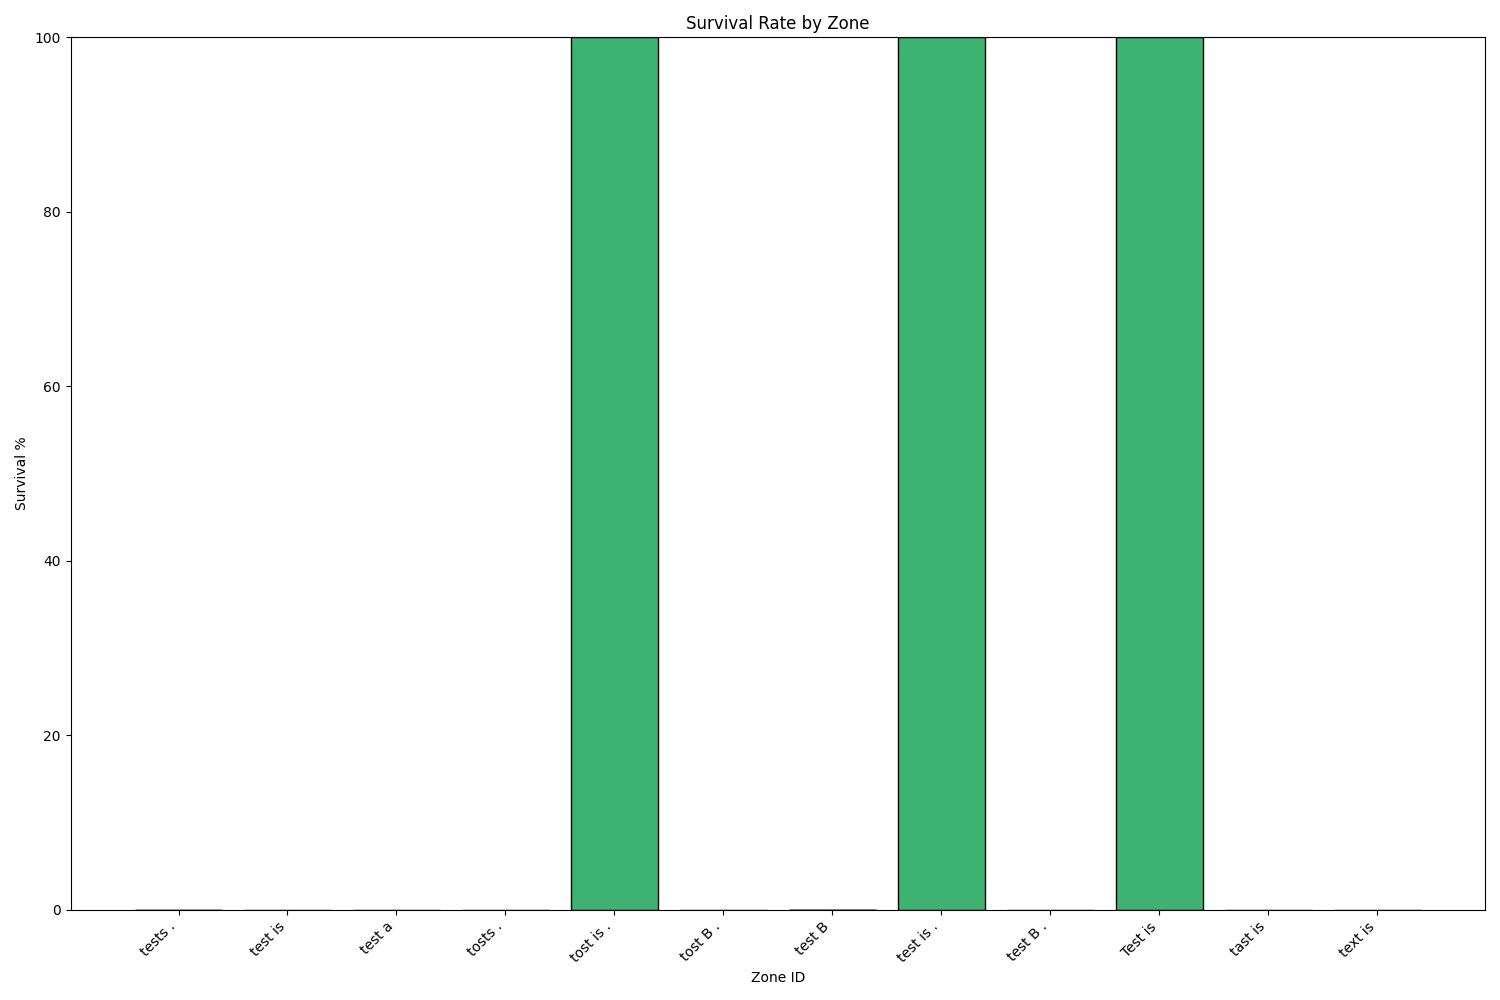 Survival Rate by Zone
100
80
60
40
20
0
Survival %
tests .
test is
test a
tosts .
tost is .
tost B .
test B
test is .
test B .
Test is
tast is
text is
Zone ID